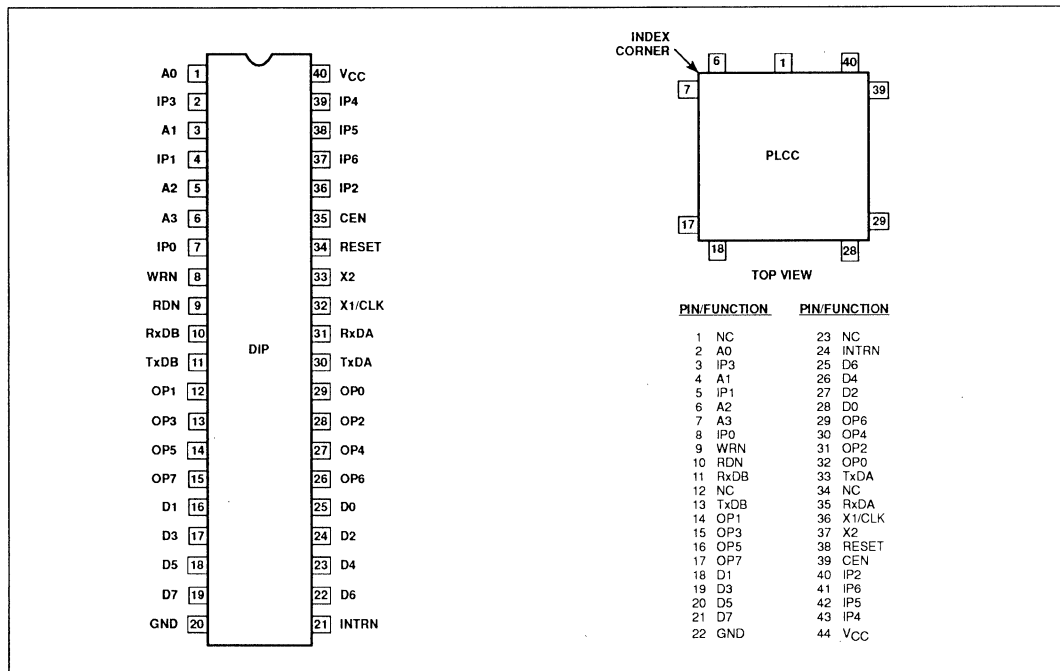 A0 1 40 VCC
IP3 2 39 IP4
A1 3 38 IP5
IP1 4 37 IP6
A2 5 36 IP2
A3 6 35 CEN
IP0 7 34 RESET
WRN 8 33 X2
RDN 9 32 X1/CLK
RxDB 10 31 RxDA
TxDB 11 DIP 30 TxDA
OP1 12 29 OP0
OP3 13 28 OP2
OP5 14 27 OP4
OP7 15 26 OP6
D1 16 25 D0
D3 17 24 D2
D5 18 23 D4
D7 19 22 D6
GND 20 21 INTRN
INDEX
CORNER
6 1 40
7 39
PLCC
17 29
18 28
TOP VIEW
PIN/FUNCTION PIN/FUNCTION
1 NC 23 NC
2 A0 24 INTRN
3 IP3 25 D6
4 A1 26 D4
5 IP1 27 D2
6 A2 28 D0
7 A3 29 OP6
8 IP0 30 OP4
9 WRN 31 OP2
10 RDN 32 OP0
11 RxDB 33 TxDA
12 NC 34 NC
13 TxDB 35 RxDA
14 OP1 36 X1/CLK
15 OP3 37 X2
16 OP5 38 RESET
17 OP7 39 CEN
18 D1 40 IP2
19 D3 41 IP6
20 D5 42 IP5
21 D7 43 IP4
22 GND 44 VCC